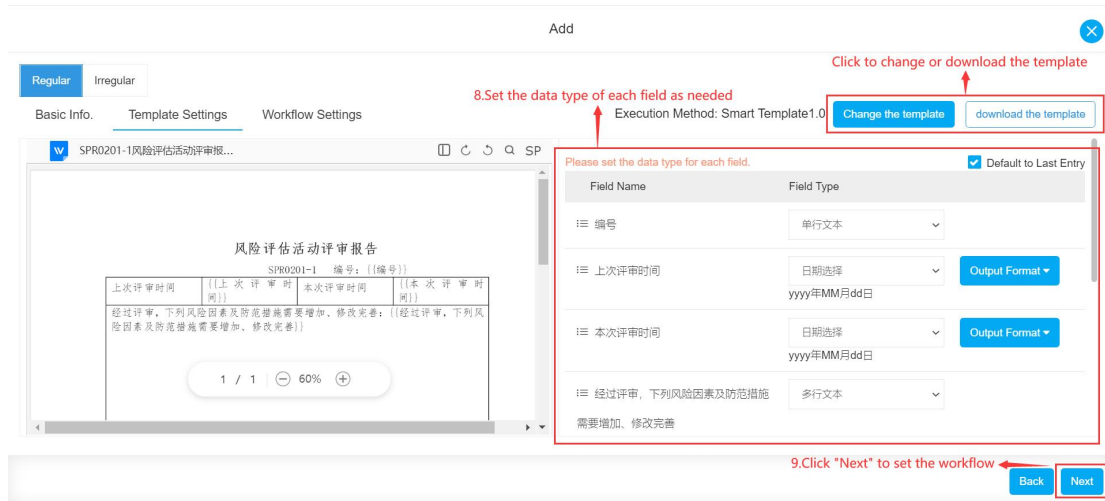 Add
Click to change or download the template
Regular Irregular
8.Set the data type of each field as needed
Basic Info. Template Settings Workflow Settings Execution Method: Smart Template1.0 Change the template download the template
W SPR0201-1风险评估活动评审报... SP
Please set the data type for each field. Default to Last Entry
Field Name Field Type
编号 单行文本
上次评审时间 日期选择 Output Format
yyyy年MM月dd日
本次评审时间 日期选择 Output Format
yyyy年MM月dd日
经过评审，下列风险因素及防范措施 多行文本
需要增加、修改完善
风险评估活动评审报告
SPR0201-1 编号：{{编号}}
上次评审时间 {{上次评审时 本次评审时间 {{本次评审时
间}} 间}}
经过评审，下列风险因素及防范措施需要增加、修改完善：{{经过评审，下列风
险因素及防范措施需要增加、修改完善}}
1 / 1 60%
9.Click "Next" to set the workflow
Back Next